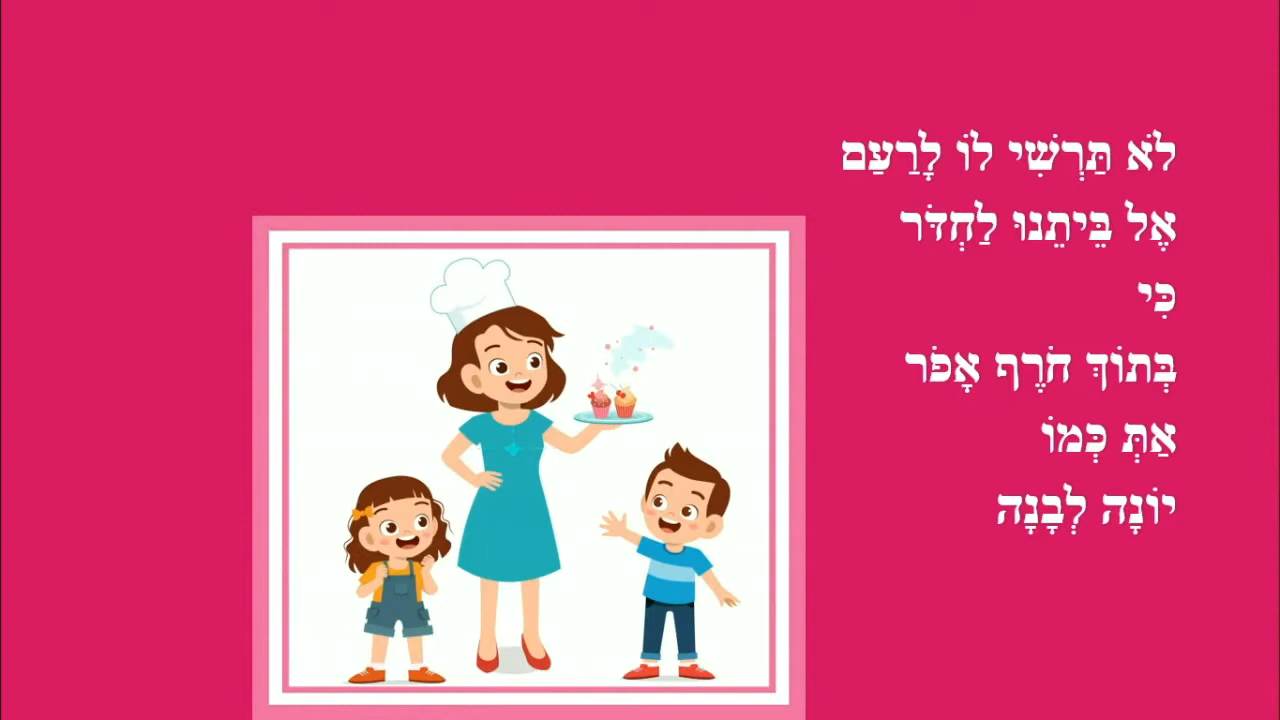 לֹא תַּרְשִׁי לוֹ לָרַעַם
אֶל בֵּיתֵנוּ לַחְדֹּר
כִּי
בְּתוֹךְ חֹרֶף אָפֹר
אַתְּ כְּמוֹ
יוֹנָה לְבָנָה